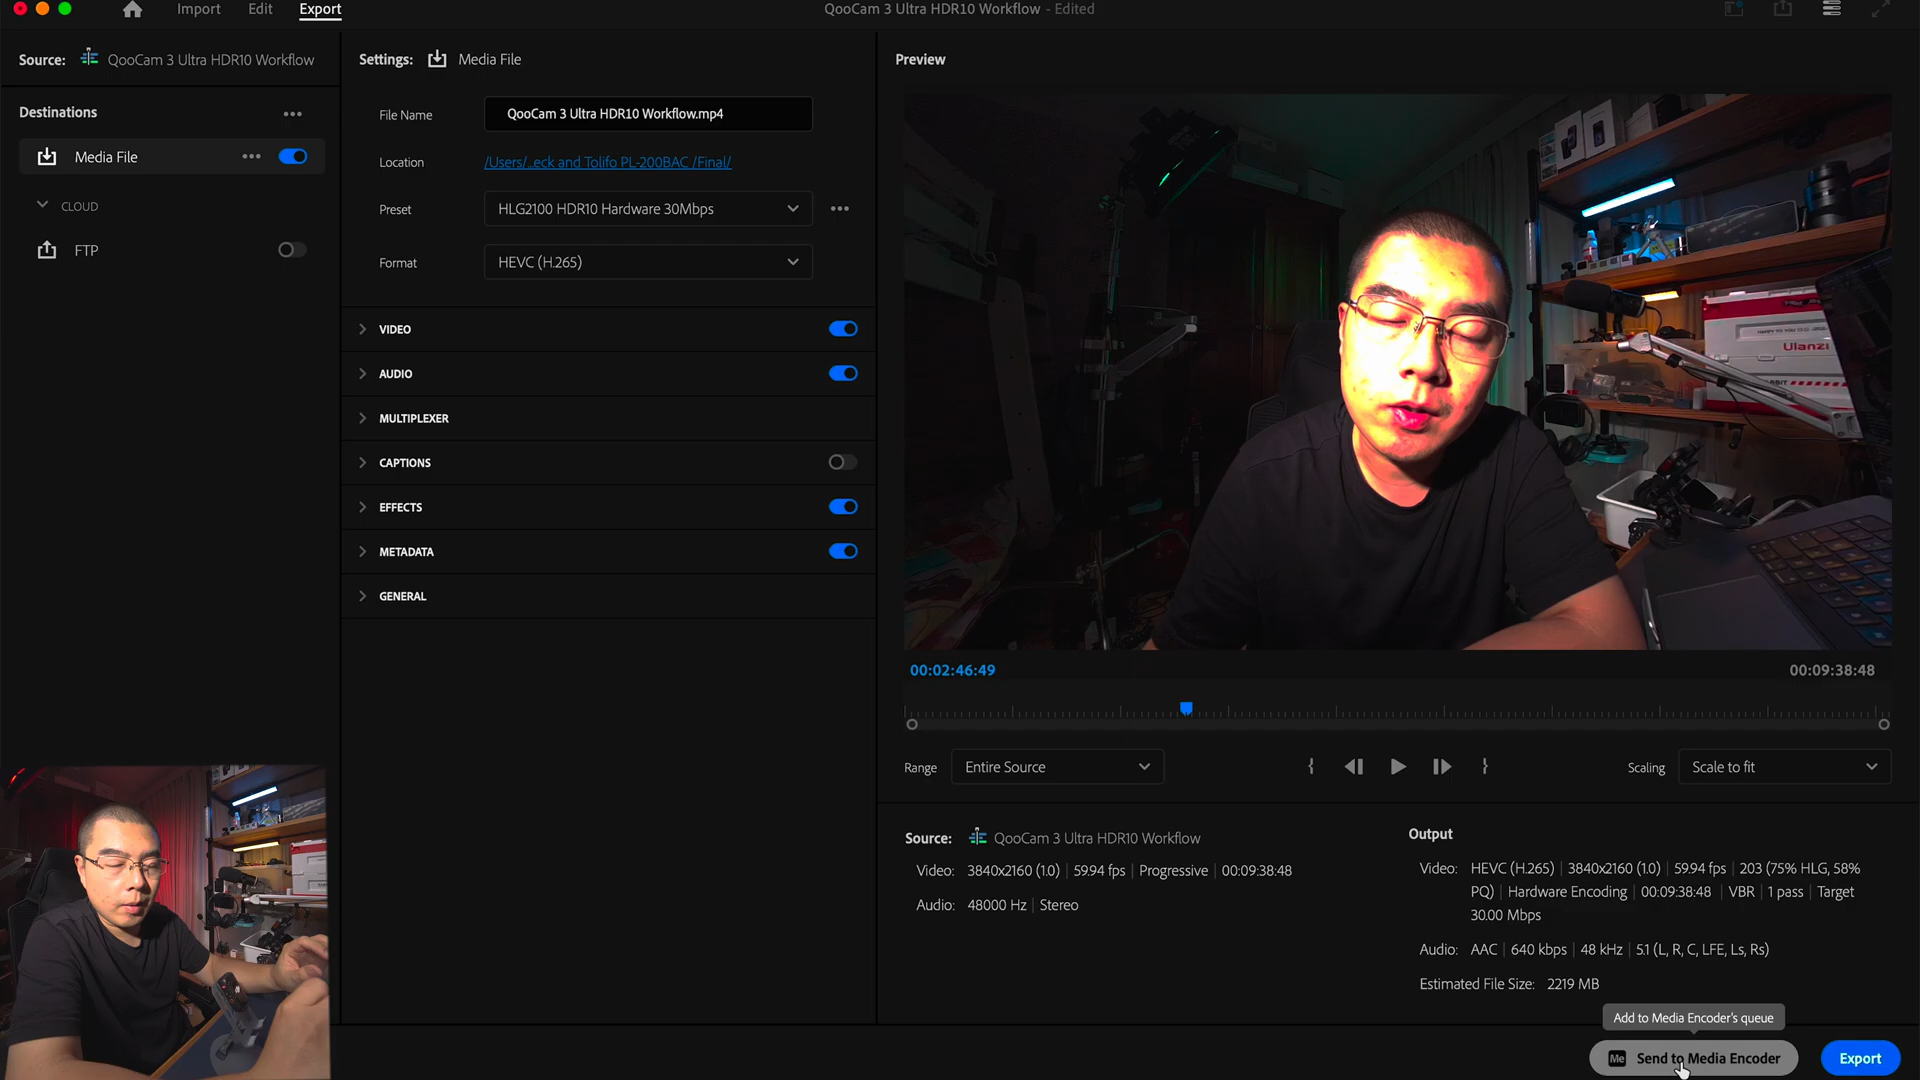 Import Edit Export
QooCam 3 Ultra HDR10 Workflow - Edited
Source: QooCam 3 Ultra HDR10 Workflow
Destinations
Media File
CLOUD
FTP
Settings: Media File
File Name QooCam 3 Ultra HDR10 Workflow.mp4
Location /Users/...eck and Tolifo PL-200BAC /Final/
Preset HLG2100 HDR10 Hardware 30Mbps
Format HEVC (H.265)
VIDEO
AUDIO
MULTIPLEXER
CAPTIONS
EFFECTS
METADATA
GENERAL
Preview
Ulanzi
00:02:46:49 00:09:38:48
Range Entire Source
Scaling Scale to fit
Source: QooCam 3 Ultra HDR10 Workflow
Video: 3840x2160 (1.0) | 59.94 fps | Progressive | 00:09:38:48
Audio: 48000 Hz | Stereo
Output
Video: HEVC (H.265) | 3840x2160 (1.0) | 59.94 fps | 203 (75% HLG, 58%
PQ) | Hardware Encoding | 00:09:38:48 | VBR | 1 pass | Target
30.00 Mbps
Audio: AAC | 640 kbps | 48 kHz | 5.1 (L, R, C, LFE, Ls, Rs)
Estimated File Size: 2219 MB
Add to Media Encoder's queue
Me Send to Media Encoder
Export